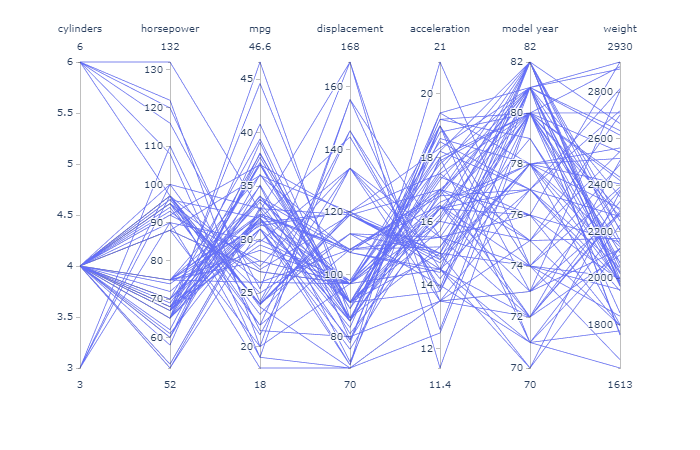 cylinders horsepower mpg displacement acceleration model year weight
6 132 46.6 168 21 82 2930
6 5.5 5 4.5 4 3.5 3
130 120 110 100 90 80 70 60
45 40 35 30 25 20
160 140 120 100 80
20 18 16 14 12
82 80 78 76 74 72 70
2800 2600 2400 2200 2000 1800
3 52 18 70 11.4 70 1613